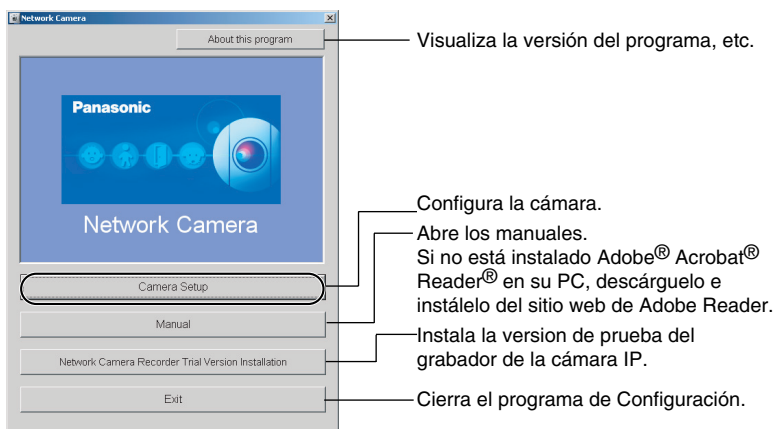 Network Camera
About this program
Visualiza la versión del programa, etc.
Panasonic
Network Camera
Configura la cámara.
Abre los manuales.
Si no está instalado Adobe® Acrobat®
Reader® en su PC, descárguelo e
instálelo del sitio web de Adobe Reader.
Camera Setup
Manual
Instala la version de prueba del
grabador de la cámara IP.
Network Camera Recorder Trial Version Installation
Exit
Cierra el programa de Configuración.